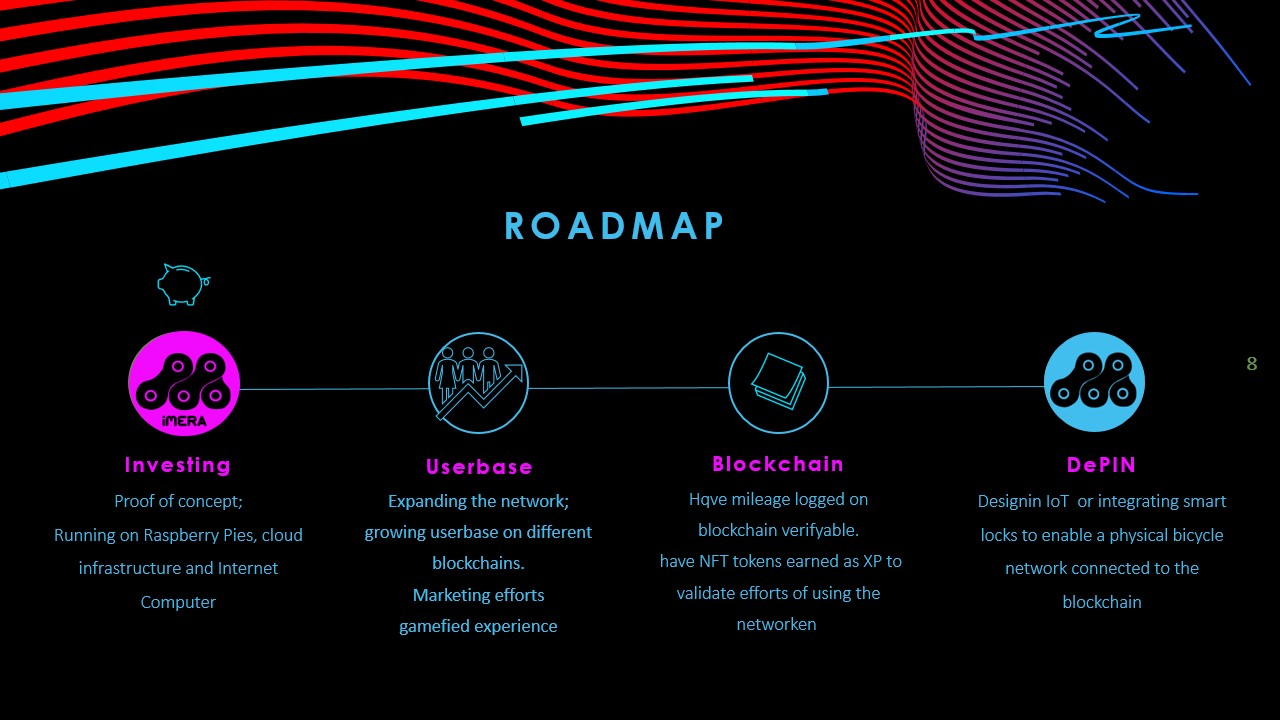 ROADMAP
8
iMERA
Investing
Proof of concept;
Running on Raspberry Pies, cloud
infrastructure and Internet
Computer
Userbase
Expanding the network;
growing userbase on different
blockchains.
Marketing efforts
gamefied experience
Blockchain
Hqve mileage logged on
blockchain verifyable.
have NFT tokens earned as XP to
validate efforts of using the
networken
DePIN
Designin IoT  or integrating smart
locks to enable a physical bicycle
network connected to the
blockchain